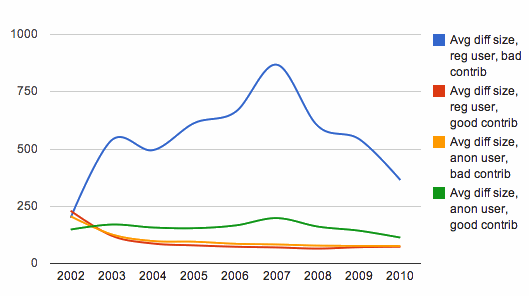 1000
750
500
250
0
2002 2003 2004 2005 2006 2007 2008 2009 2010
Avg diff size,
reg user, bad
contrib
Avg diff size,
reg user,
good contrib
Avg diff size,
anon user,
bad contrib
Avg diff size,
anon user,
good contrib